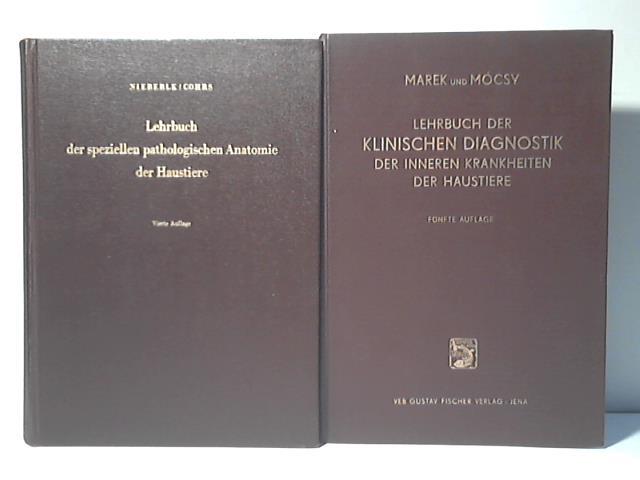 NIEBERLE / COHRS
Lehrbuch
der speziellen pathologischen Anatomie
der Haustiere
Vierte Auflage
MAREK UND MÓCSY
LEHRBUCH DER
KLINISCHEN DIAGNOSTIK
DER INNEREN KRANKHEITEN
DER HAUSTIERE
FÜNFTE AUFLAGE
VEB GUSTAV FISCHER VERLAG · JENA